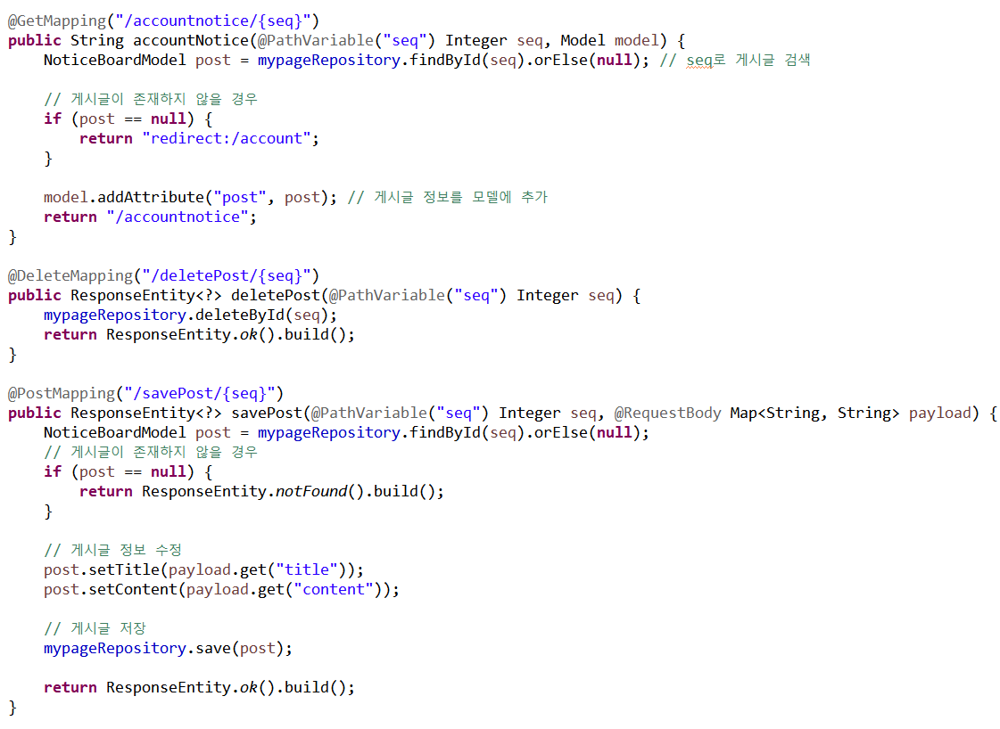 @GetMapping("/accountnotice/{seq}")
public String accountNotice(@PathVariable("seq") Integer seq, Model model) {
    NoticeBoardModel post = mypageRepository.findById(seq).orElse(null); // seq로 게시글 검색

    // 게시글이 존재하지 않을 경우
    if (post == null) {
        return "redirect:/account";
    }

    model.addAttribute("post", post); // 게시글 정보를 모델에 추가
    return "/accountnotice";
}

@DeleteMapping("/deletePost/{seq}")
public ResponseEntity<?> deletePost(@PathVariable("seq") Integer seq) {
    mypageRepository.deleteById(seq);
    return ResponseEntity.ok().build();
}

@PostMapping("/savePost/{seq}")
public ResponseEntity<?> savePost(@PathVariable("seq") Integer seq, @RequestBody Map<String, String> payload) {
    NoticeBoardModel post = mypageRepository.findById(seq).orElse(null);
    // 게시글이 존재하지 않을 경우
    if (post == null) {
        return ResponseEntity.notFound().build();
    }

    // 게시글 정보 수정
    post.setTitle(payload.get("title"));
    post.setContent(payload.get("content"));

    // 게시글 저장
    mypageRepository.save(post);

    return ResponseEntity.ok().build();
}